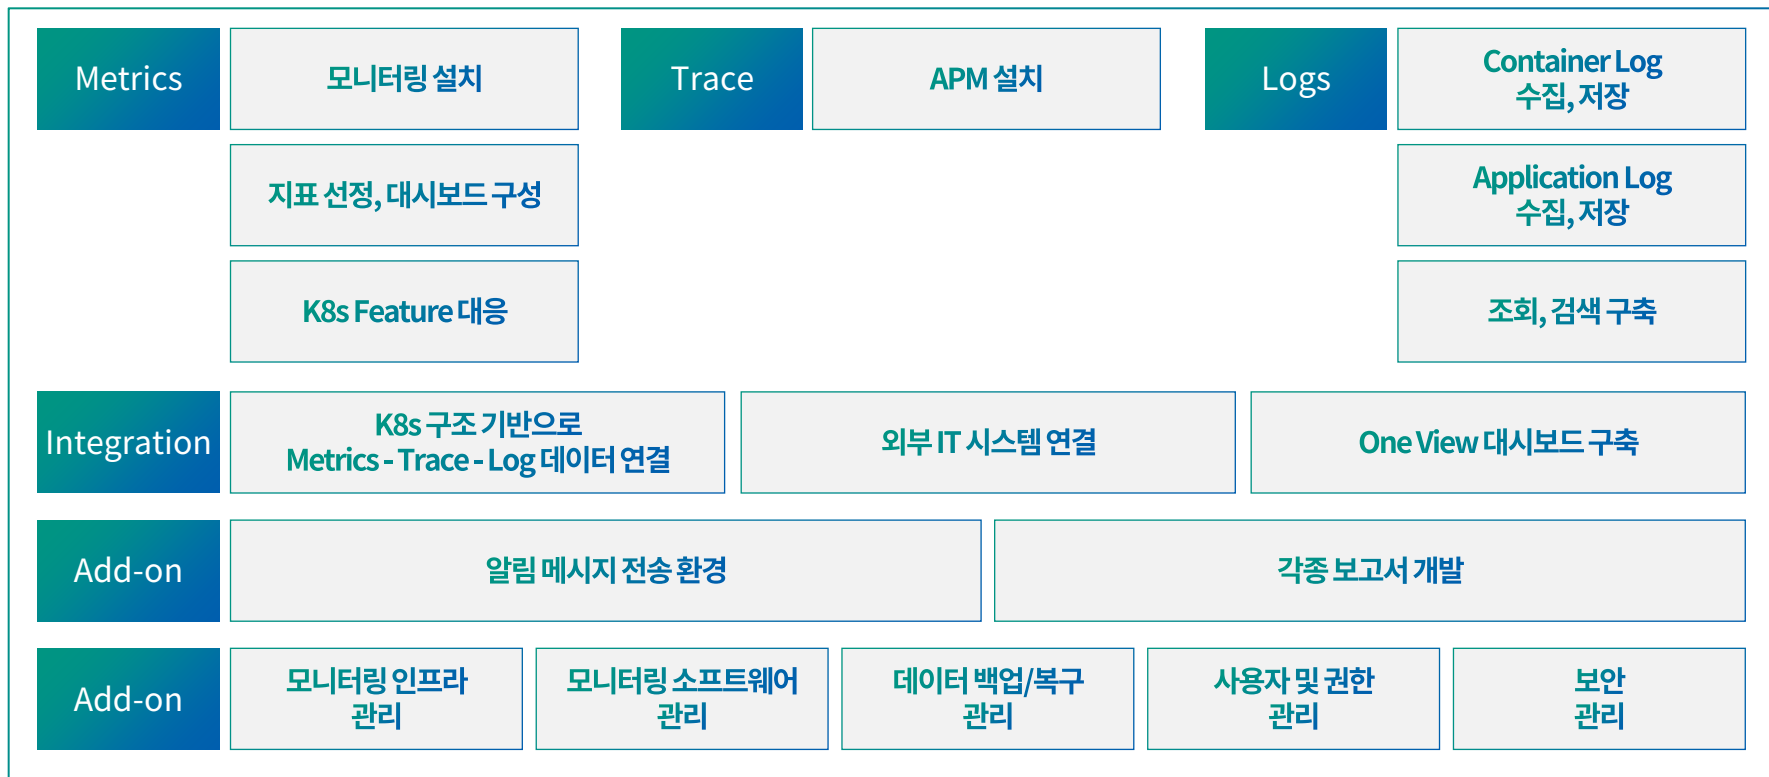 Metrics
모니터링 설치
지표 선정, 대시보드 구성
K8s Feature 대응
Trace
APM 설치
Logs
Container Log
수집, 저장
Application Log
수집, 저장
조회, 검색 구축
Integration
K8s 구조 기반으로
Metrics - Trace - Log 데이터 연결
외부 IT 시스템 연결
One View 대시보드 구축
Add-on
알림 메시지 전송 환경
각종 보고서 개발
Add-on
모니터링 인프라
관리
모니터링 소프트웨어
관리
데이터 백업/복구
관리
사용자 및 권한
관리
보안
관리